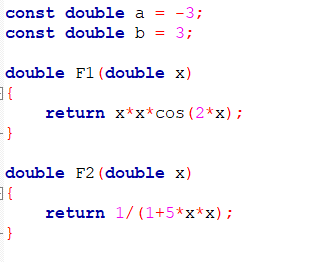 const double a = -3;
const double b = 3;
double F1(double x)
{
return x*x*cos(2*x);
}
double F2(double x)
{
return 1/(1+5*x*x);
}